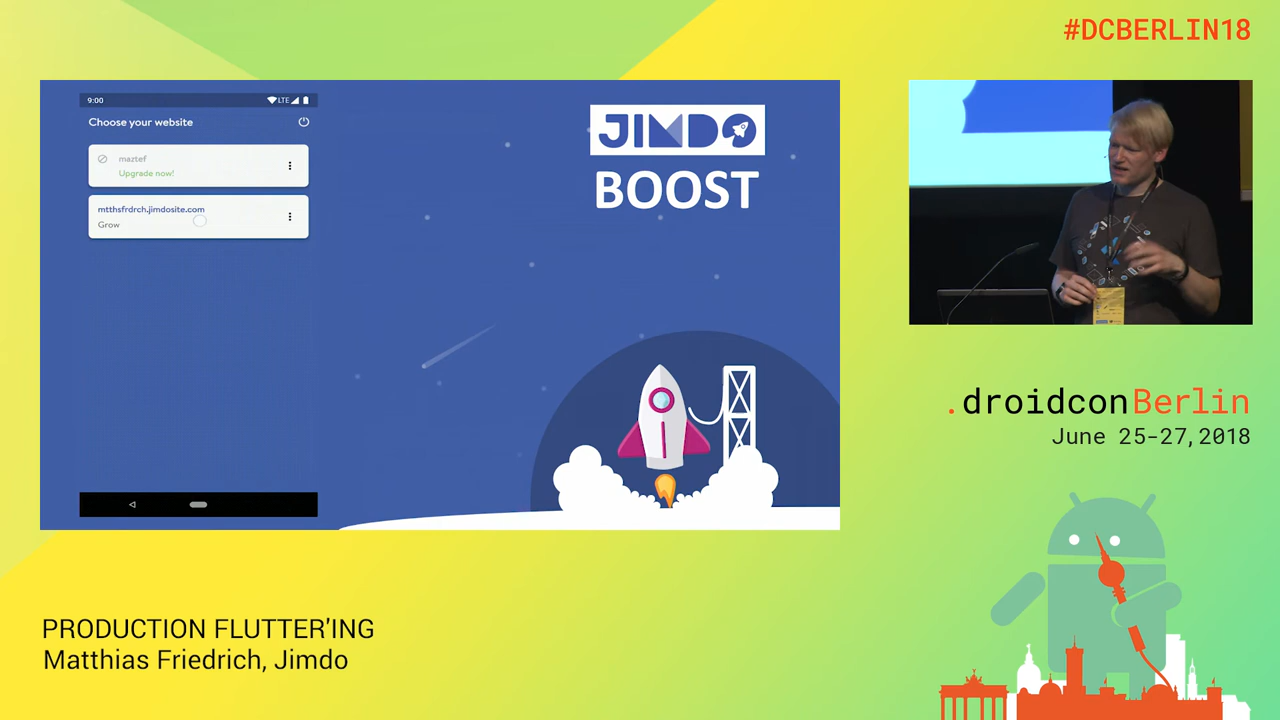 #DCBERLIN18
9:00
LTE
Choose your website
maztef
Upgrade now!
mtthsfrdrch.jimdosite.com
Grow
JIMDO
BOOST
.droidconBerlin
June 25-27, 2018
PRODUCTION FLUTTER'ING
Matthias Friedrich, Jimdo